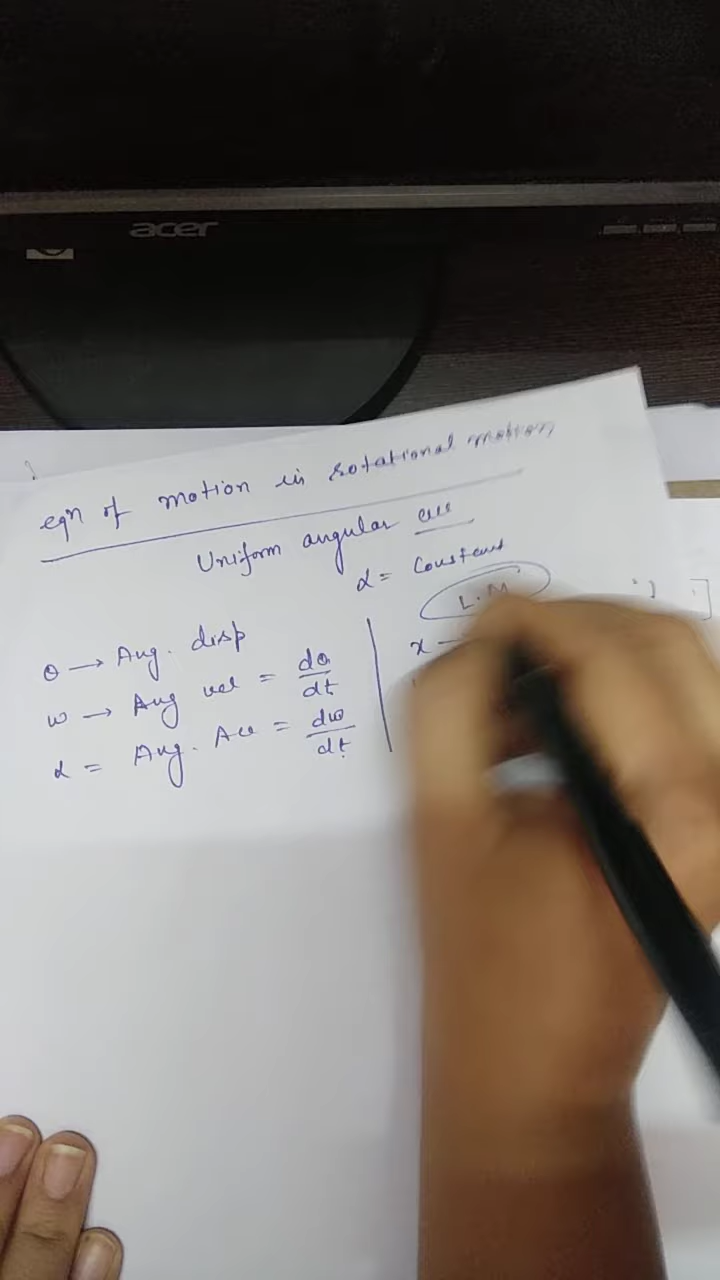 acer
eqn of motion in rotational motion
Uniform angular acc
α = Constant
L.M
θ → Ang. disp
ω → Ang vel = dθ/dt
α = Ang. Acc = dω/dt
x →